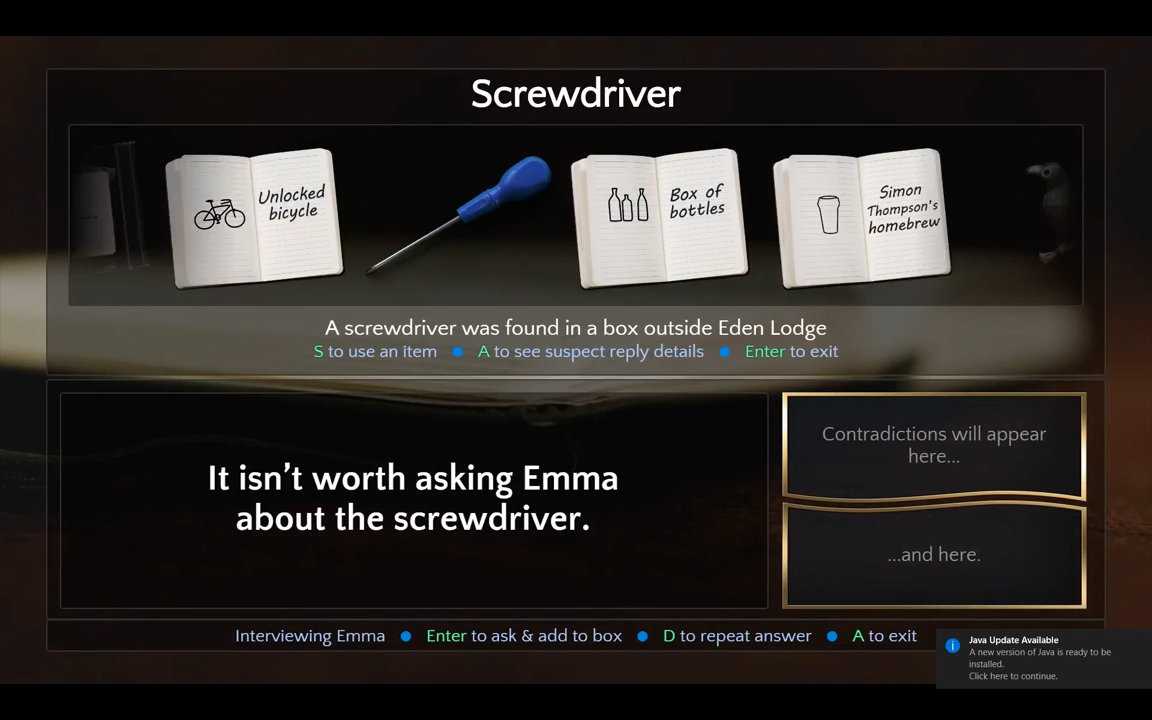 Screwdriver
Unlocked
bicycle
Box of
bottles
Simon
Thompson's
homebrew
A screwdriver was found in a box outside Eden Lodge
S to use an item A to see suspect reply details Enter to exit
It isn’t worth asking Emma
about the screwdriver.
Contradictions will appear
here...
...and here.
Interviewing Emma Enter to ask & add to box D to repeat answer A to exit
Java Update Available
A new version of Java is ready to be
installed.
Click here to continue.